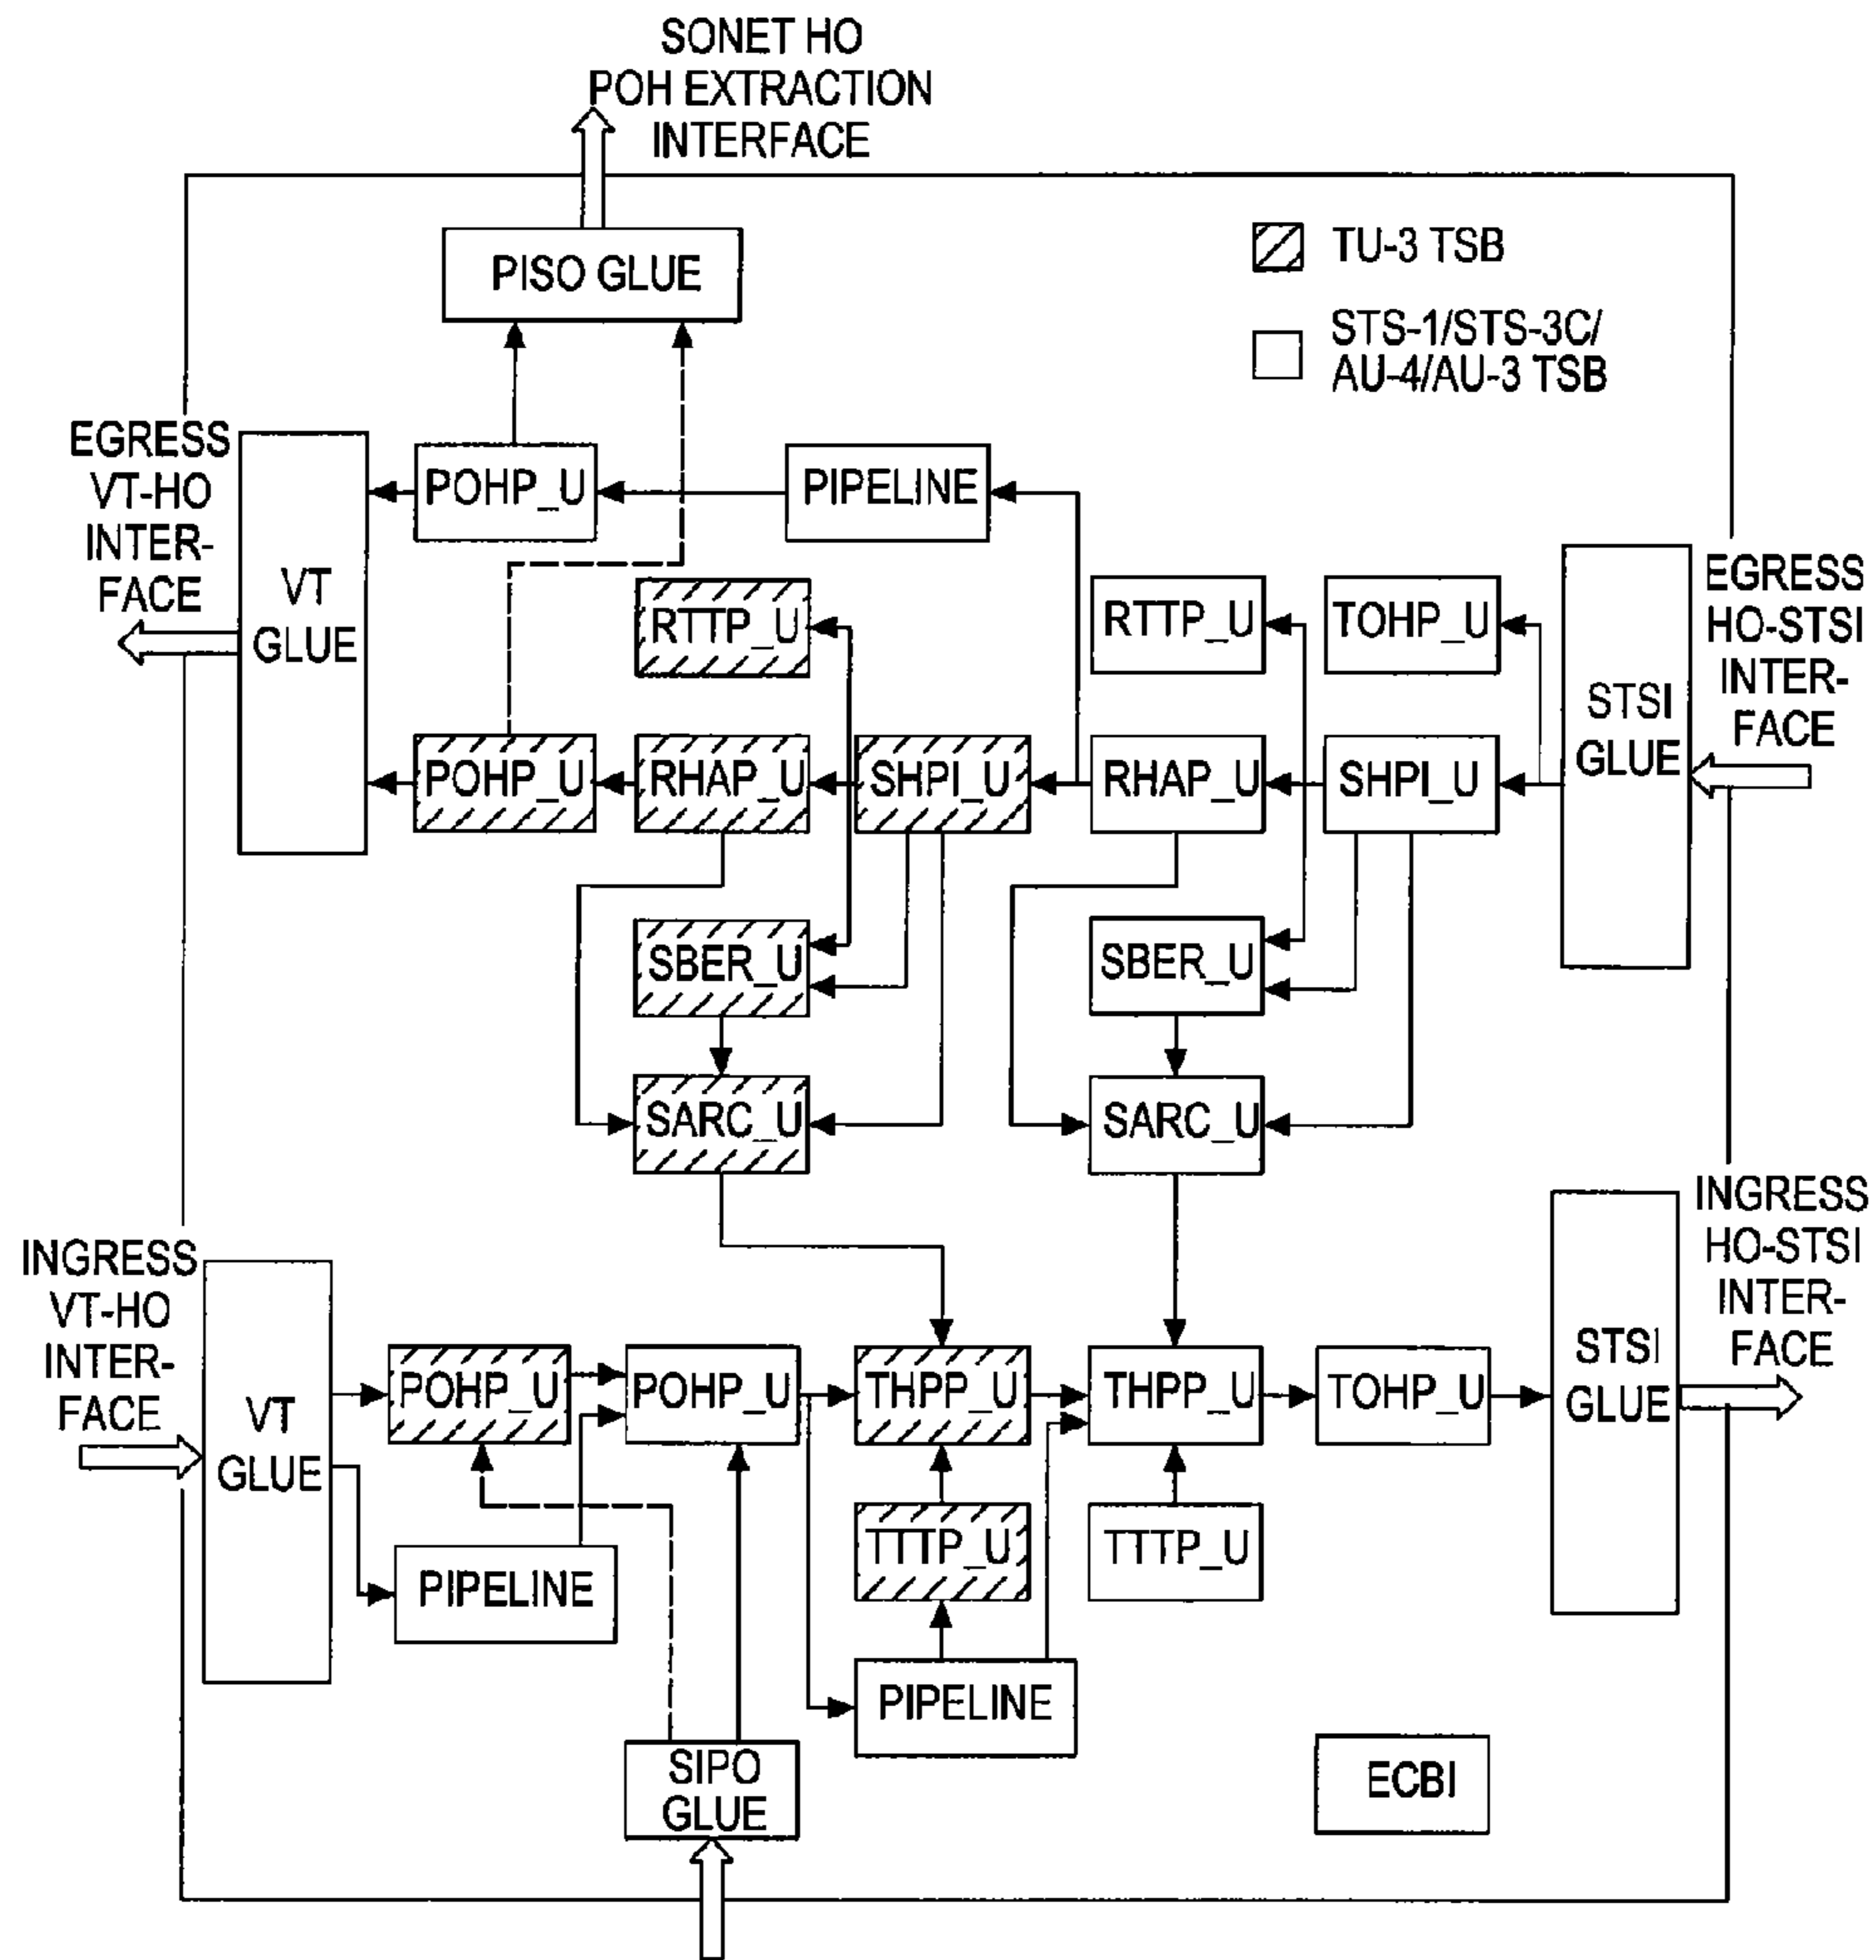 SONET HO
POH EXTRACTION
INTERFACE
PISO GLUE
TU-3 TSB
STS-1/STS-3C/
AU-4/AU-3 TSB
EGRESS
VT-HO
INTER-
FACE
VT
GLUE
POHP_U
PIPELINE
RTTP_U
RTTP_U
TOHP_U
STSI
GLUE
EGRESS
HO-STSI
INTER-
FACE
POHP_U
RHAP_U
SHPI_U
RHAP_U
SHPI_U
SBER_U
SBER_U
SARC_U
SARC_U
INGRESS
VT-HO
INTER-
FACE
VT
GLUE
POHP_U
POHP_U
THPP_U
THPP_U
TOHP_U
STSI
GLUE
INGRESS
HO-STSI
INTER-
FACE
PIPELINE
TTTP_U
TTTP_U
PIPELINE
SIPO
GLUE
ECBI